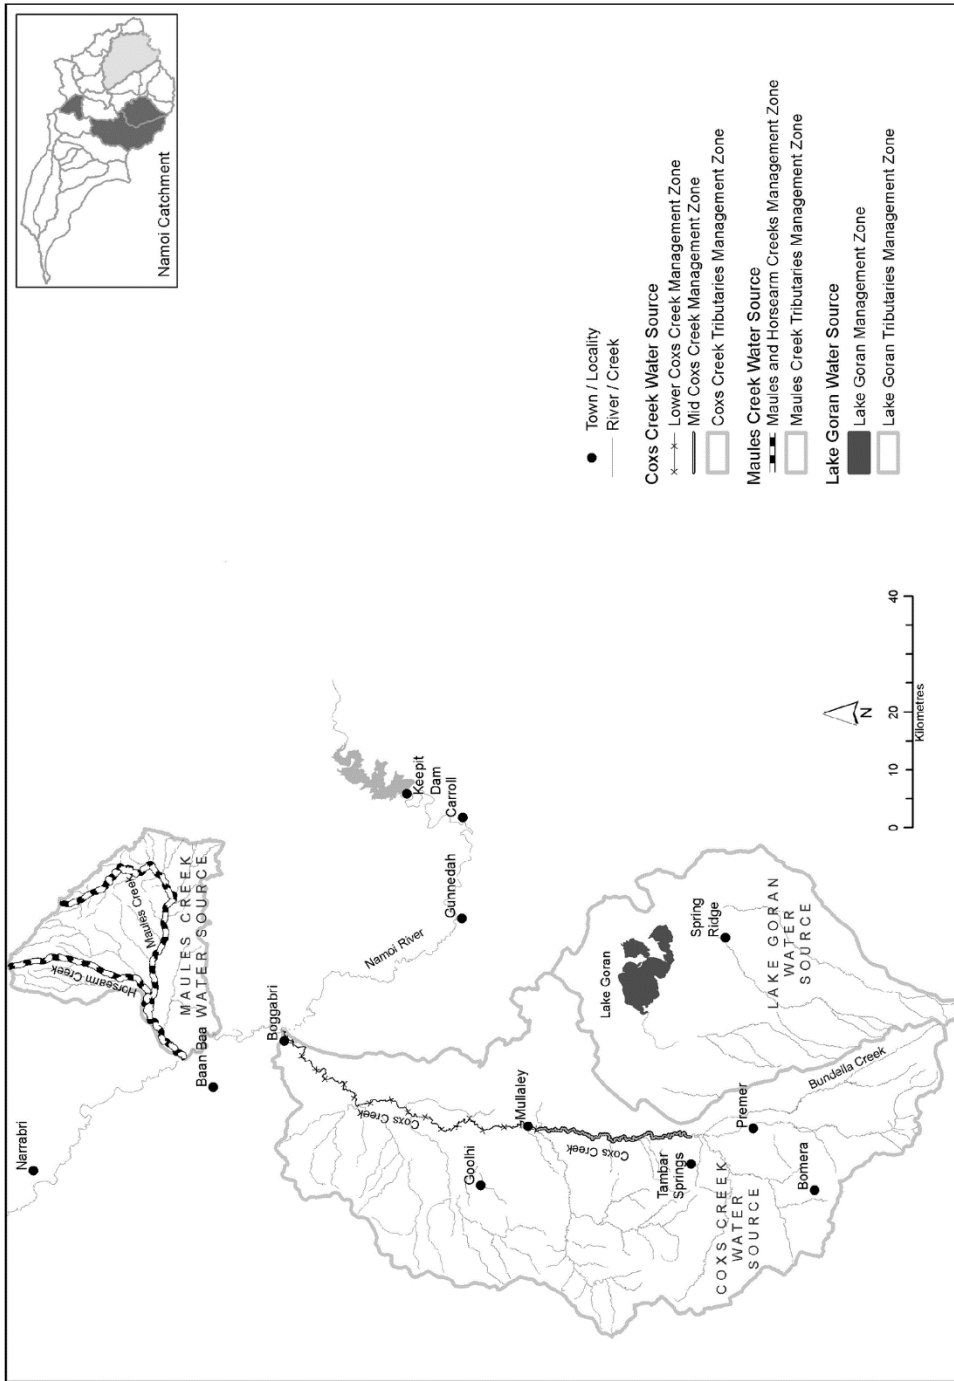 Namoi Catchment
Town / Locality
River / Creek
Coxs Creek Water Source
Lower Coxs Creek Management Zone
Mid Coxs Creek Management Zone
Coxs Creek Tributaries Management Zone
Maules Creek Water Source
Maules and Horsearm Creeks Management Zone
Maules Creek Tributaries Management Zone
Lake Goran Water Source
Lake Goran Management Zone
Lake Goran Tributaries Management Zone
Narrabri
Horsearm Creek
Maules Creek
MAULES CREEK
WATER SOURCE
Baan Baa
Boggabri
Namoi River
Gunnedah
Carroll
Keepit
Dam
Coxs Creek
Goolhi
Mullaley
Coxs Creek
Tambar
Springs
COXS CREEK
WATER
SOURCE
Premer
Bomera
Bundella Creek
Lake Goran
Spring
Ridge
LAKE GORAN
WATER
SOURCE
N
0 10 20 40
Kilometres